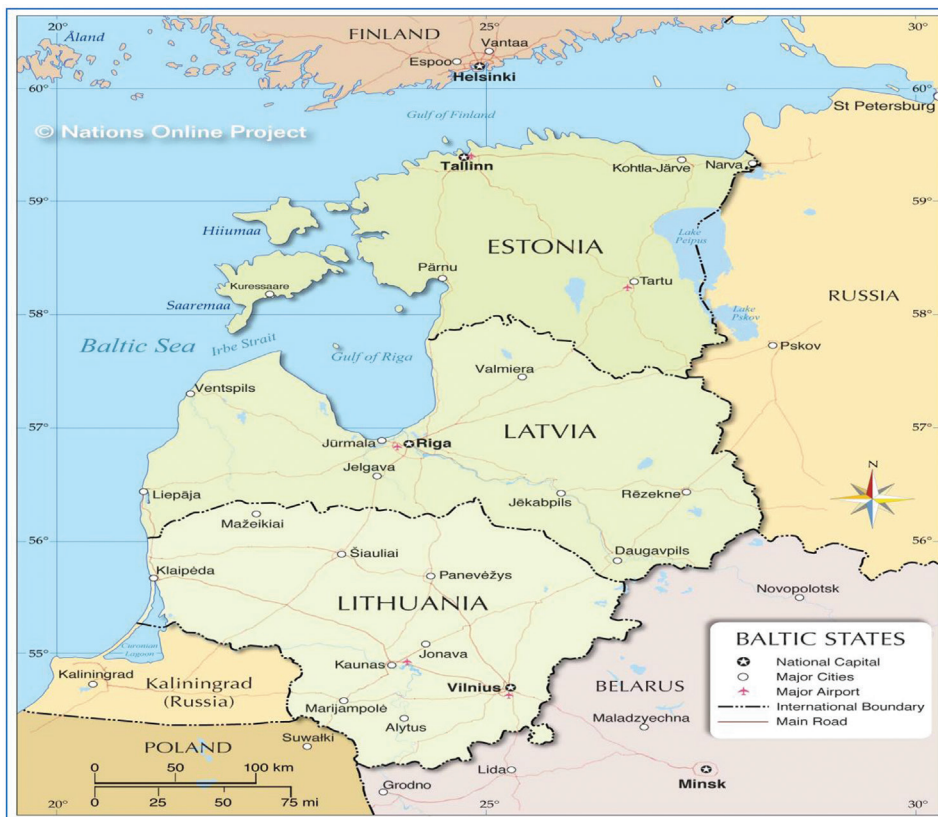 20°
25°
30°
FINLAND
Åland
Vantaa
Espoo
Helsinki
60°
60°
St Petersburg
Gulf of Finland
© Nations Online Project
Tallinn
Kohtla-Järve
Narva
59°
59°
Hiiumaa
ESTONIA
Lake
Peipus
Pärnu
Tartu
Kuressaare
Saaremaa
RUSSIA
58°
58°
Lake
Pskov
Baltic Sea
Irbe Strait
Gulf of Riga
Pskov
Valmiera
Ventspils
57°
57°
LATVIA
Jūrmala
Riga
Jelgava
N
Liepāja
Jēkabpils
Rēzekne
Mažeikiai
56°
56°
Šiauliai
Daugavpils
Klaipėda
Panevėžys
Novopolotsk
LITHUANIA
Curonian
Lagoon
55°
55°
Jonava
Kaunas
Kaliningrad
Kaliningrad
(Russia)
Vilnius
BELARUS
Marijampolė
Alytus
Maladzyechna
Suwałki
POLAND
Lida
Minsk
Grodno
BALTIC STATES
National Capital
Major Cities
Major Airport
International Boundary
Main Road
0 50 100 km
0 25 50 75 mi
20°
25°
30°